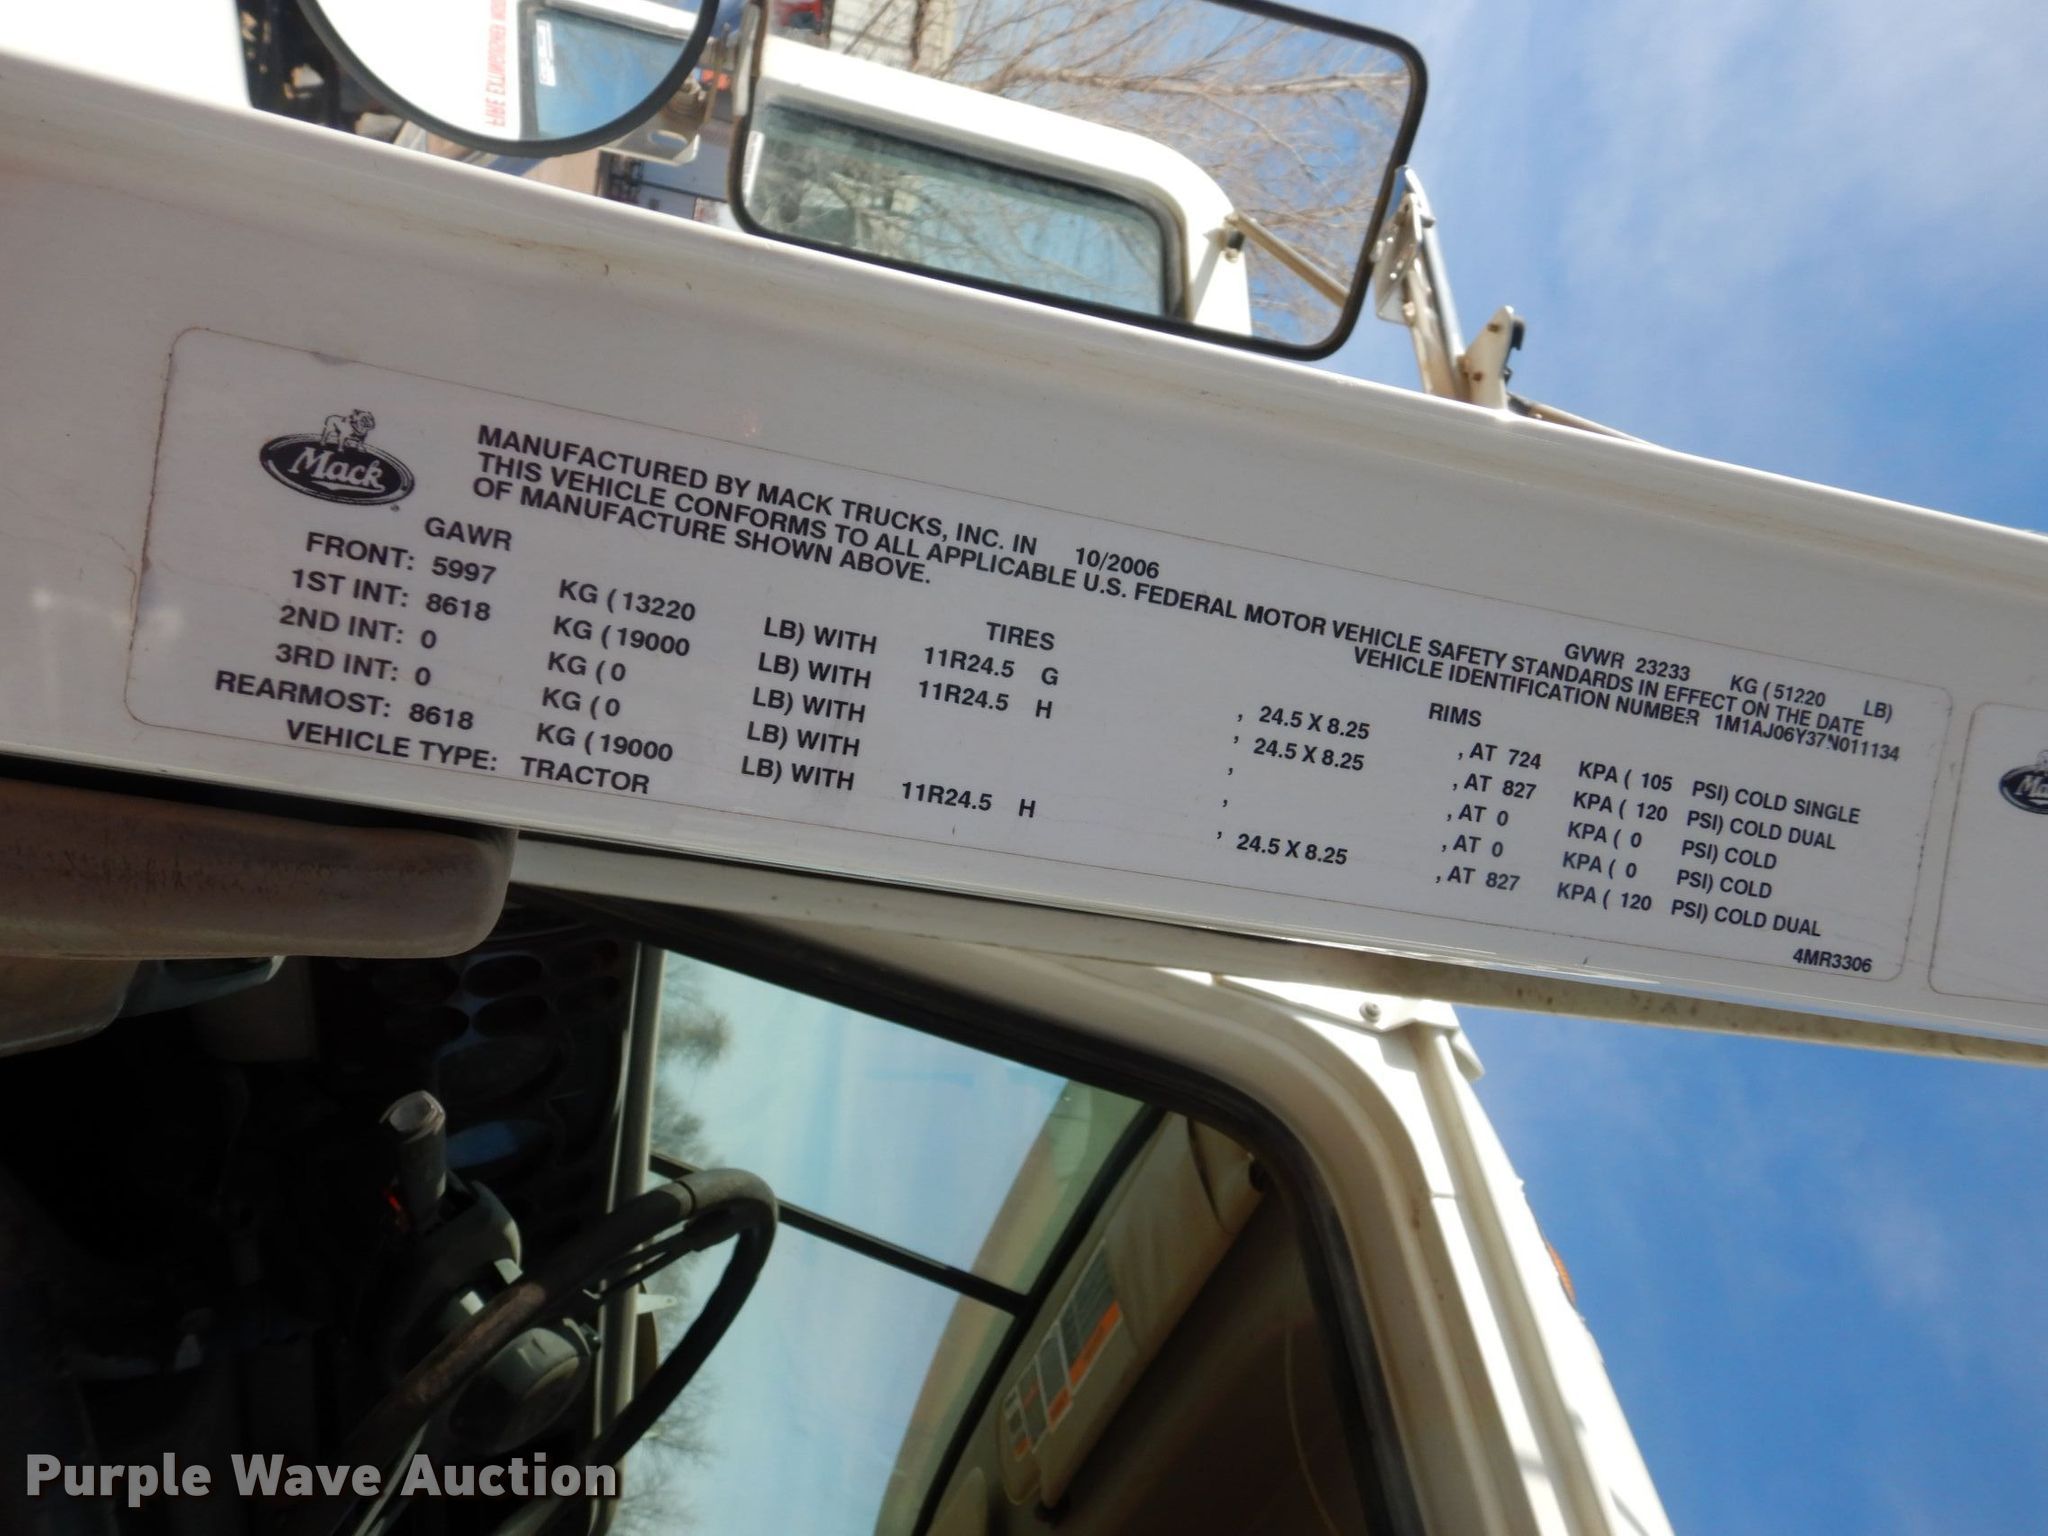 FIRE EXTINGUISHER
Mack
MANUFACTURED BY MACK TRUCKS, INC. IN 10/2006 GVWR 23233 KG (51220 LB)
THIS VEHICLE CONFORMS TO ALL APPLICABLE U.S. FEDERAL MOTOR VEHICLE SAFETY STANDARDS IN EFFECT ON THE DATE
OF MANUFACTURE SHOWN ABOVE. VEHICLE IDENTIFICATION NUMBER 1M1AJ06Y37N011134
GAWR TIRES RIMS
FRONT: 5997 KG (13220 LB) WITH 11R24.5 G , 24.5 X 8.25 , AT 724 KPA ( 105 PSI) COLD SINGLE
1ST INT: 8618 KG (19000 LB) WITH 11R24.5 H , 24.5 X 8.25 , AT 827 KPA ( 120 PSI) COLD DUAL
2ND INT: 0 KG (0 LB) WITH , , AT 0 KPA ( 0 PSI) COLD
3RD INT: 0 KG (0 LB) WITH , , AT 0 KPA ( 0 PSI) COLD
REARMOST: 8618 KG (19000 LB) WITH 11R24.5 H , 24.5 X 8.25 , AT 827 KPA ( 120 PSI) COLD DUAL
VEHICLE TYPE: TRACTOR
4MR3306
Purple Wave Auction